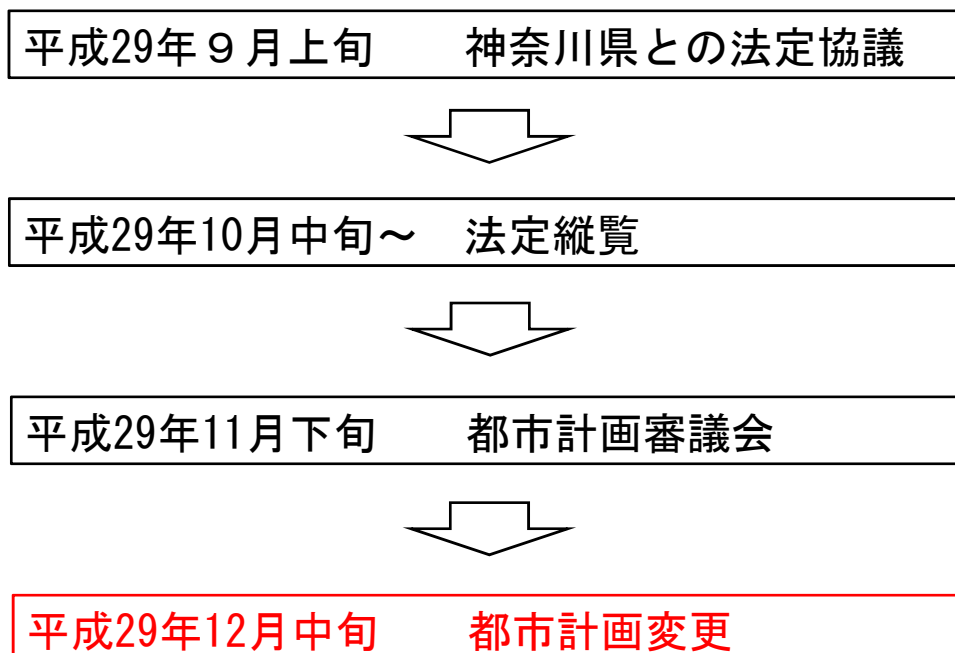 平成29年９月上旬　　神奈川県との法定協議
平成29年10月中旬～　法定縦覧
平成29年11月下旬　　都市計画審議会
平成29年12月中旬　　都市計画変更